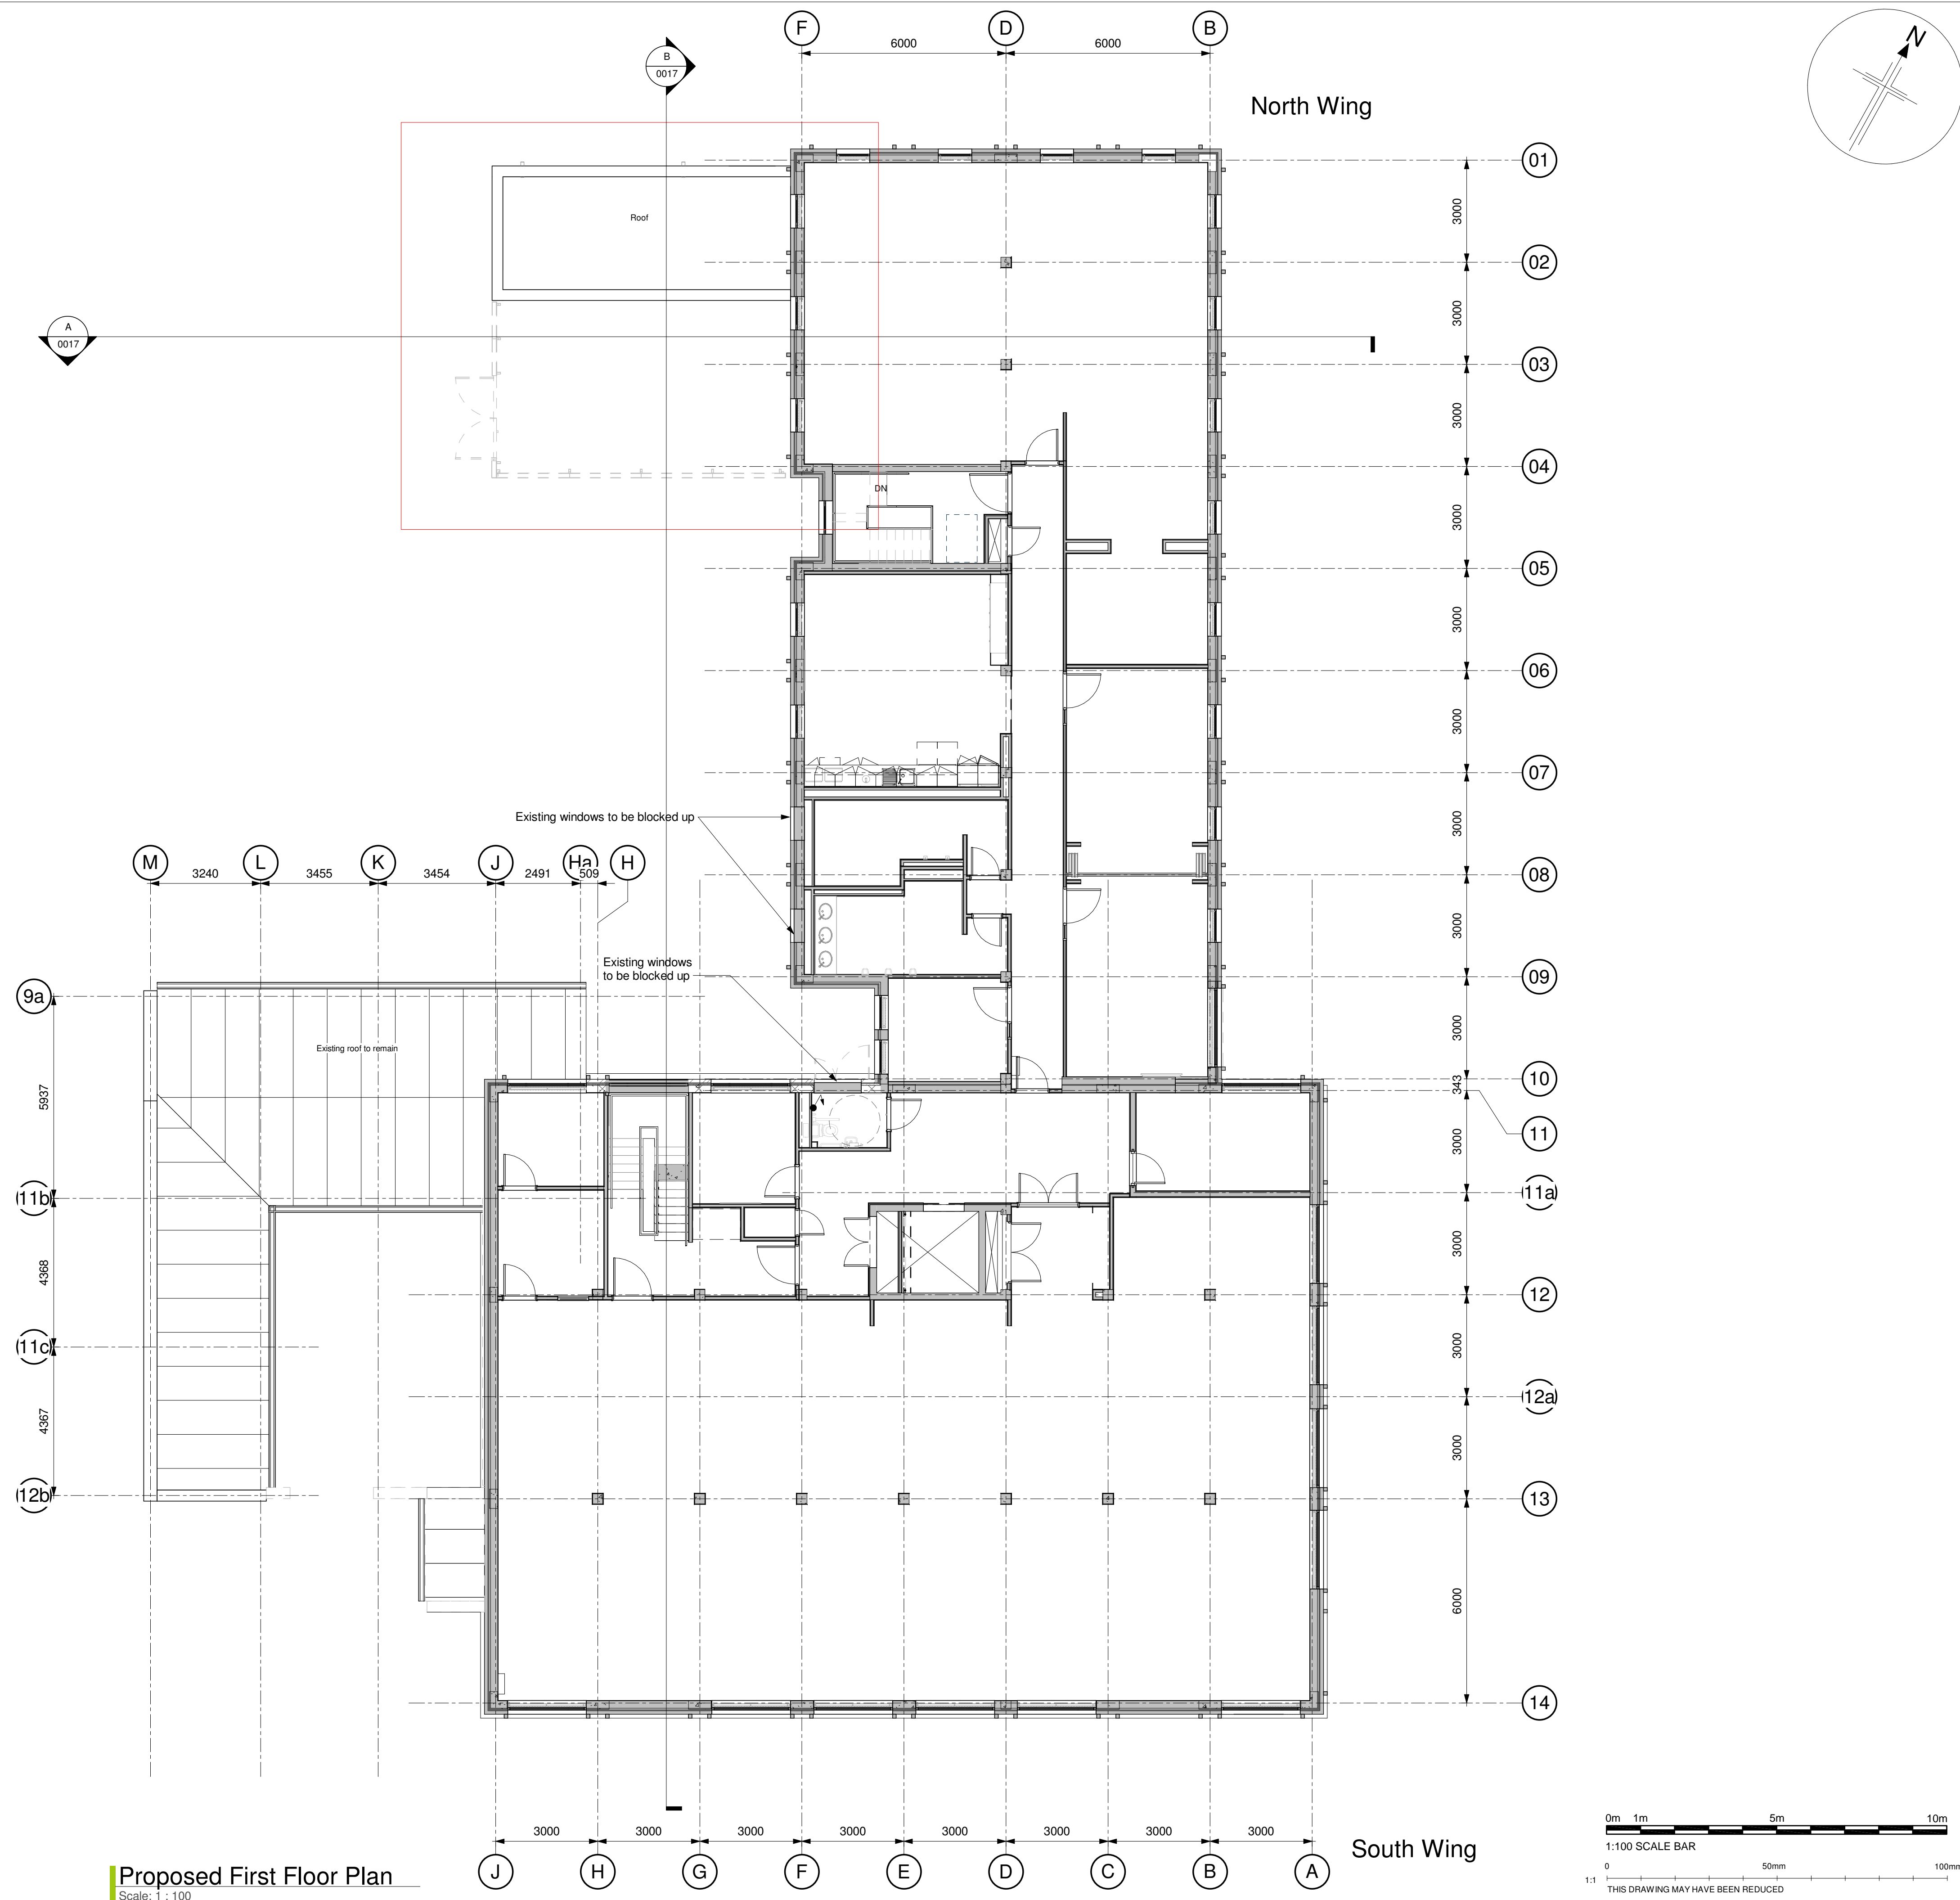 F
D
B
6000
6000
B
0017
N
North Wing
01
3000
Roof
02
3000
A
0017
03
3000
04
DN
3000
05
3000
06
3000
07
Existing windows to be blocked up
3000
M
L
K
J
Ha
H
3240
3455
3454
2491
509
08
3000
Existing windows
to be blocked up
09
9a
3000
Existing roof to remain
10
343
5937
11
3000
11b
11a
3000
4368
12
11c
3000
12a
4367
3000
12b
13
6000
14
0m 1m 5m 10m
1:100 SCALE BAR
3000
3000
3000
3000
3000
3000
3000
3000
South Wing
J
H
G
F
E
D
C
B
A
0 50mm 100mm
1:1
THIS DRAWING MAY HAVE BEEN REDUCED
Proposed First Floor Plan
Scale: 1 : 100